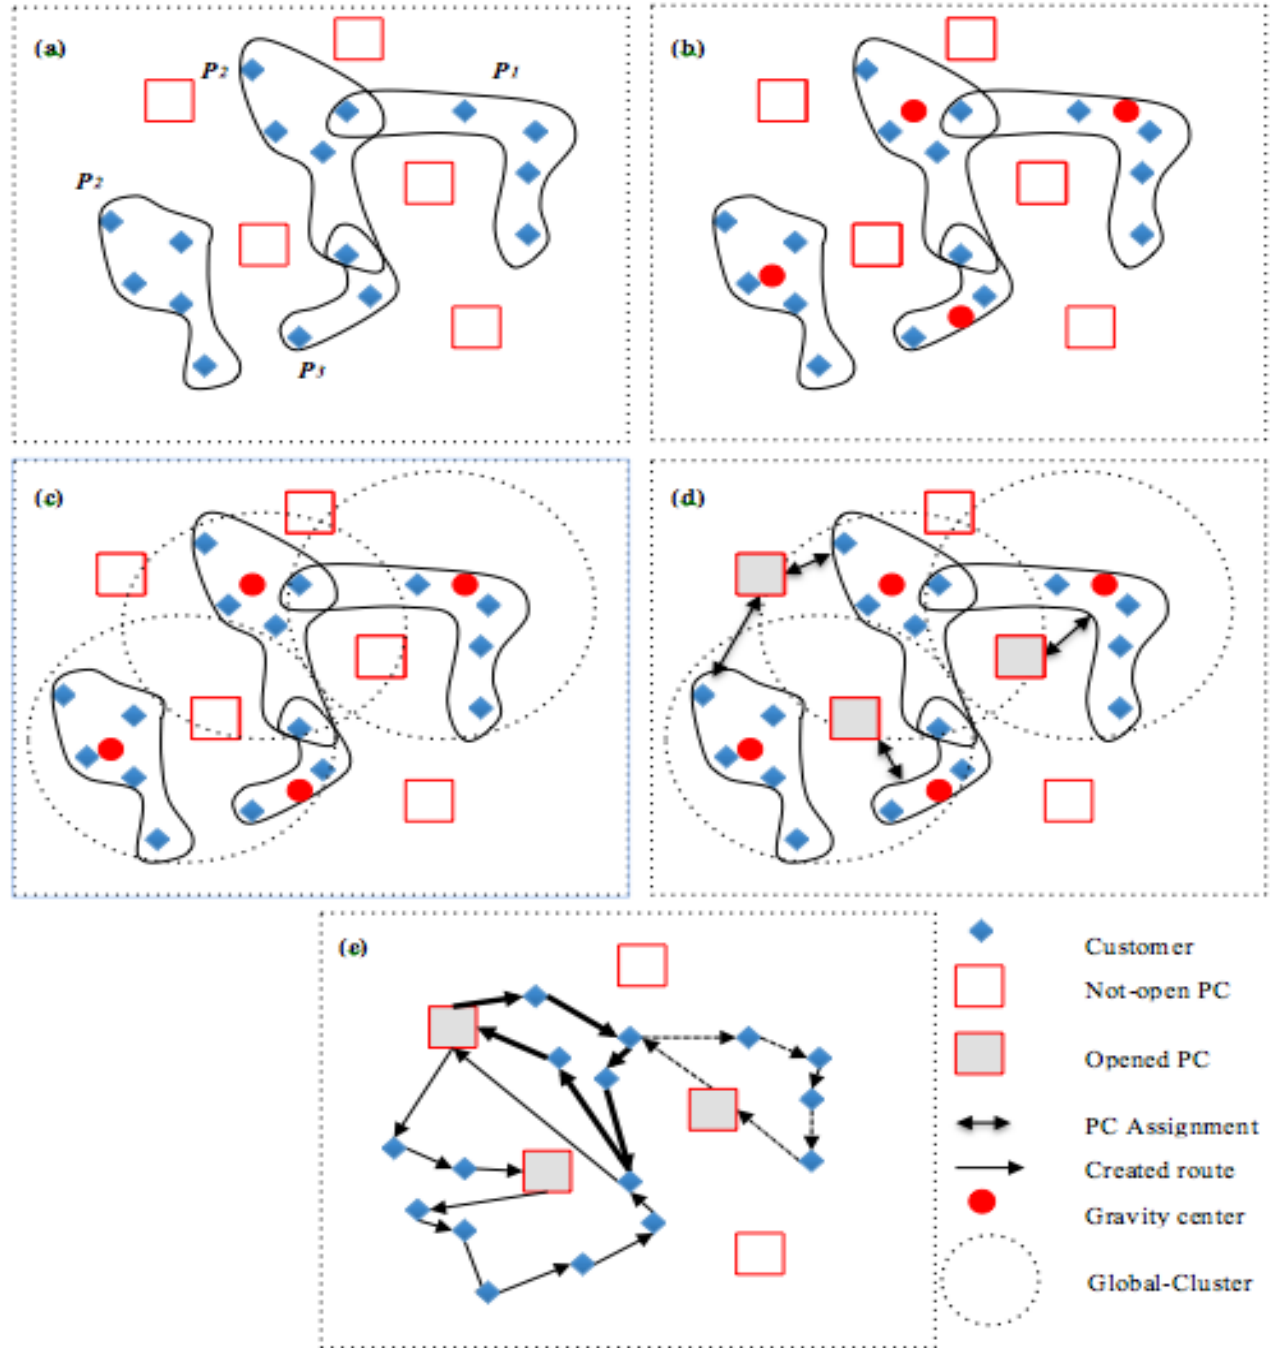 (a)
P2
P1
P2
P3
(b)
(c)
(d)
(e)
Customer
Not-open PC
Opened PC
PC Assignment
Created route
Gravity center
Global-Cluster